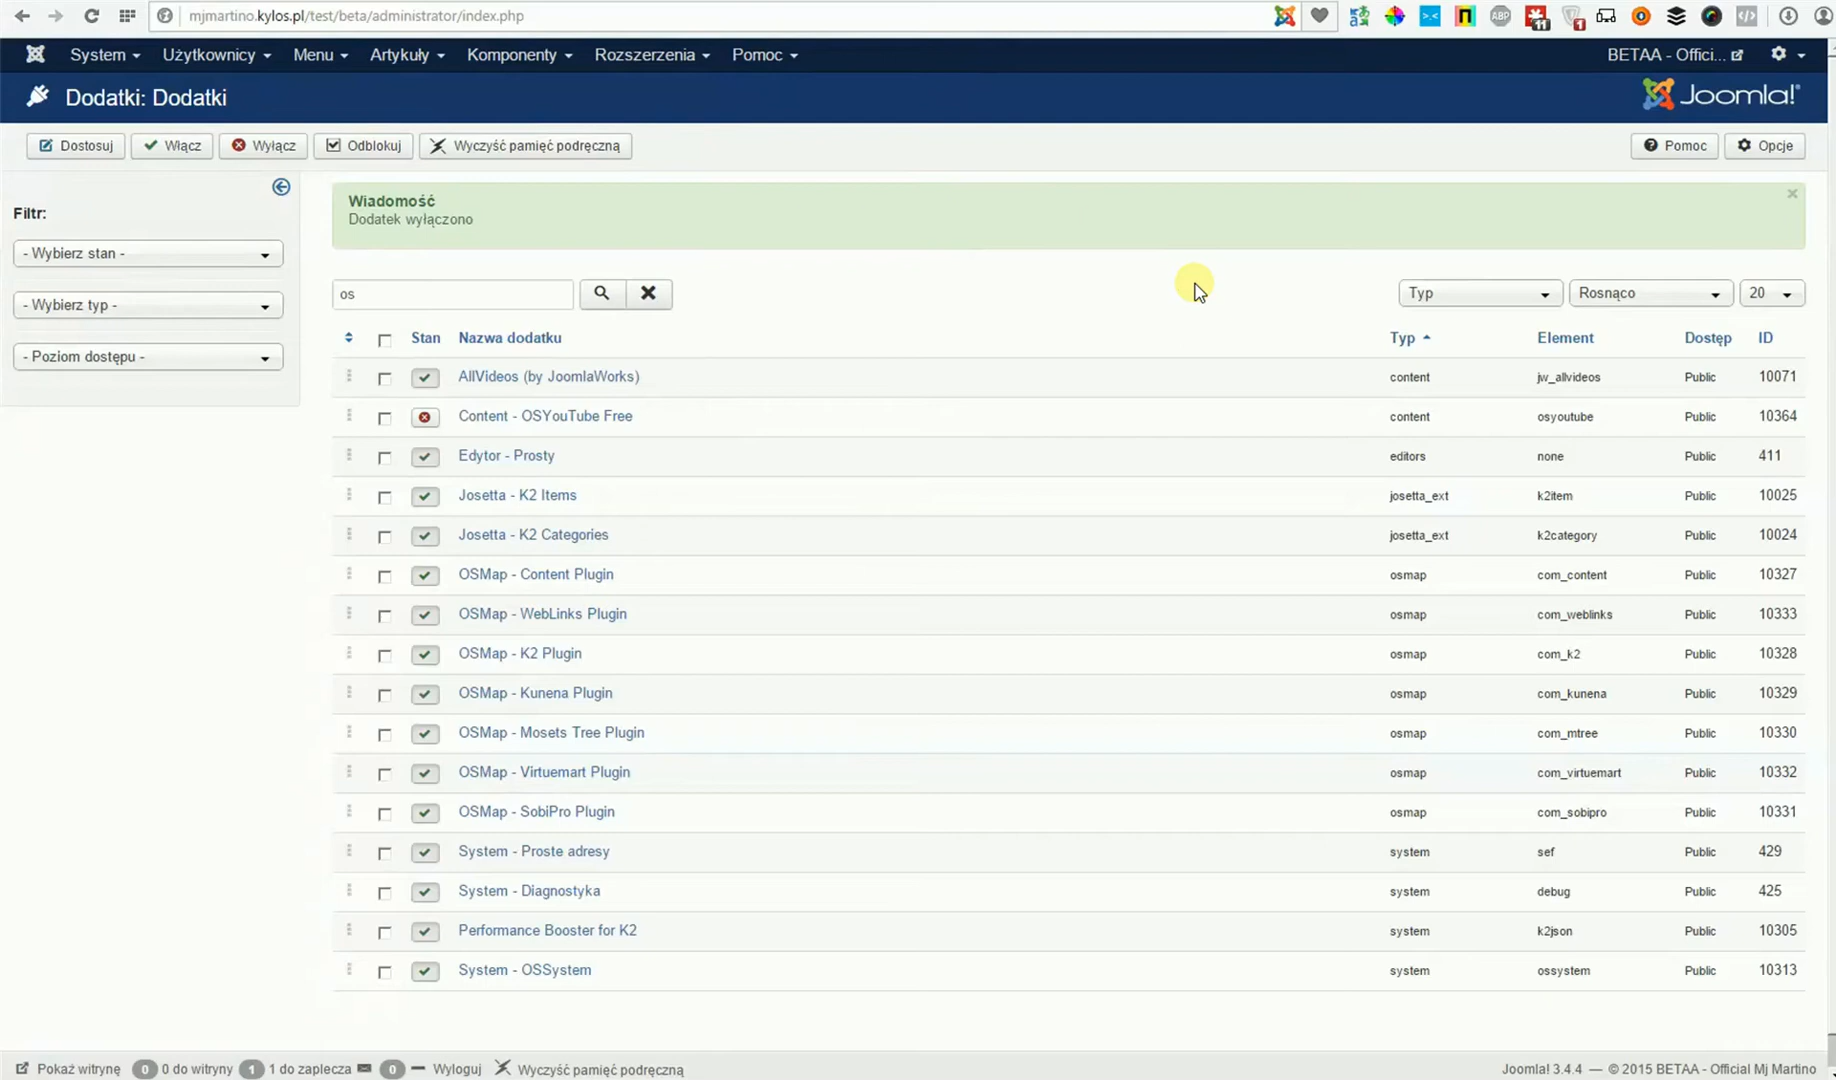 mjmartino.kylos.pl/test/beta/administrator/index.php
ABP
11
1
System Użytkownicy Menu Artykuły Komponenty Rozszerzenia Pomoc BETAA - Offici...
Dodatki: Dodatki
Joomla!®
Dostosuj Włącz Wyłącz Odblokuj Wyczyść pamięć podręczną Pomoc Opcje
Filtr:
- Wybierz stan -
- Wybierz typ -
- Poziom dostępu -
Wiadomość
Dodatek wyłączono
os
Typ Rosnąco 20
Stan Nazwa dodatku Typ Element Dostęp ID
AllVideos (by JoomlaWorks) content jw_allvideos Public 10071
Content - OSYouTube Free content osyoutube Public 10364
Edytor - Prosty editors none Public 411
Josetta - K2 Items josetta_ext k2item Public 10025
Josetta - K2 Categories josetta_ext k2category Public 10024
OSMap - Content Plugin osmap com_content Public 10327
OSMap - WebLinks Plugin osmap com_weblinks Public 10333
OSMap - K2 Plugin osmap com_k2 Public 10328
OSMap - Kunena Plugin osmap com_kunena Public 10329
OSMap - Mosets Tree Plugin osmap com_mtree Public 10330
OSMap - Virtuemart Plugin osmap com_virtuemart Public 10332
OSMap - SobiPro Plugin osmap com_sobipro Public 10331
System - Proste adresy system sef Public 429
System - Diagnostyka system debug Public 425
Performance Booster for K2 system k2json Public 10305
System - OSSystem system ossystem Public 10313
Pokaż witrynę 0 0 do witryny 1 1 do zaplecza 0 Wyloguj Wyczyść pamięć podręczną Joomla! 3.4.4 — © 2015 BETAA - Official Mj Martino